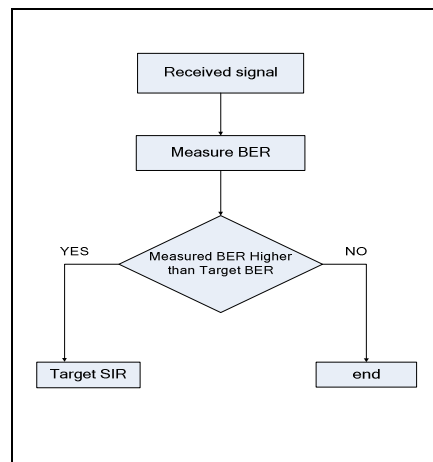 Received signal
Measure BER
Measured BER Higher
than Target BER
YES
NO
Target SIR
end